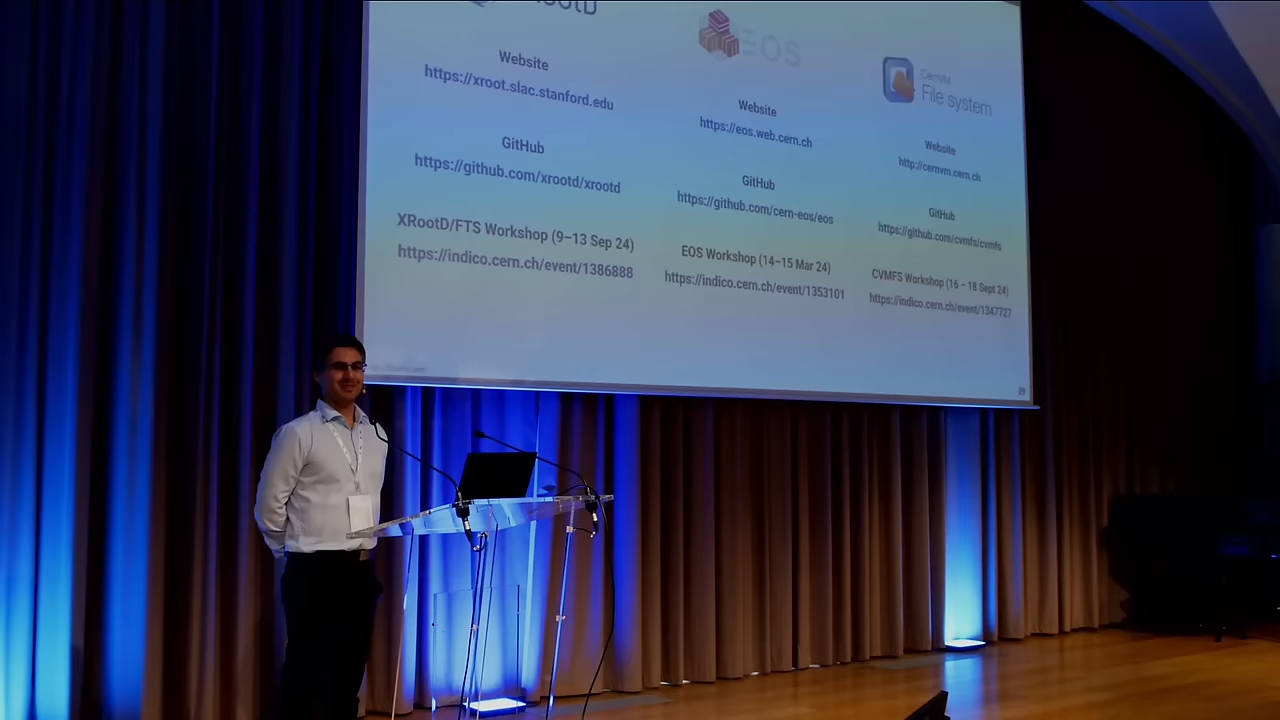 Website
https://xroot.slac.stanford.edu
GitHub
https://github.com/xrootd/xrootd
XRootD/FTS Workshop (9–13 Sep 24)
https://indico.cern.ch/event/1386888
EOS
Website
https://eos.web.cern.ch
GitHub
https://github.com/cern-eos/eos
EOS Workshop (14–15 Mar 24)
https://indico.cern.ch/event/1353101
CernVM
File system
Website
http://cernvm.cern.ch
GitHub
https://github.com/cvmfs/cvmfs
CVMFS Workshop (16 – 18 Sept 24)
https://indico.cern.ch/event/1347727